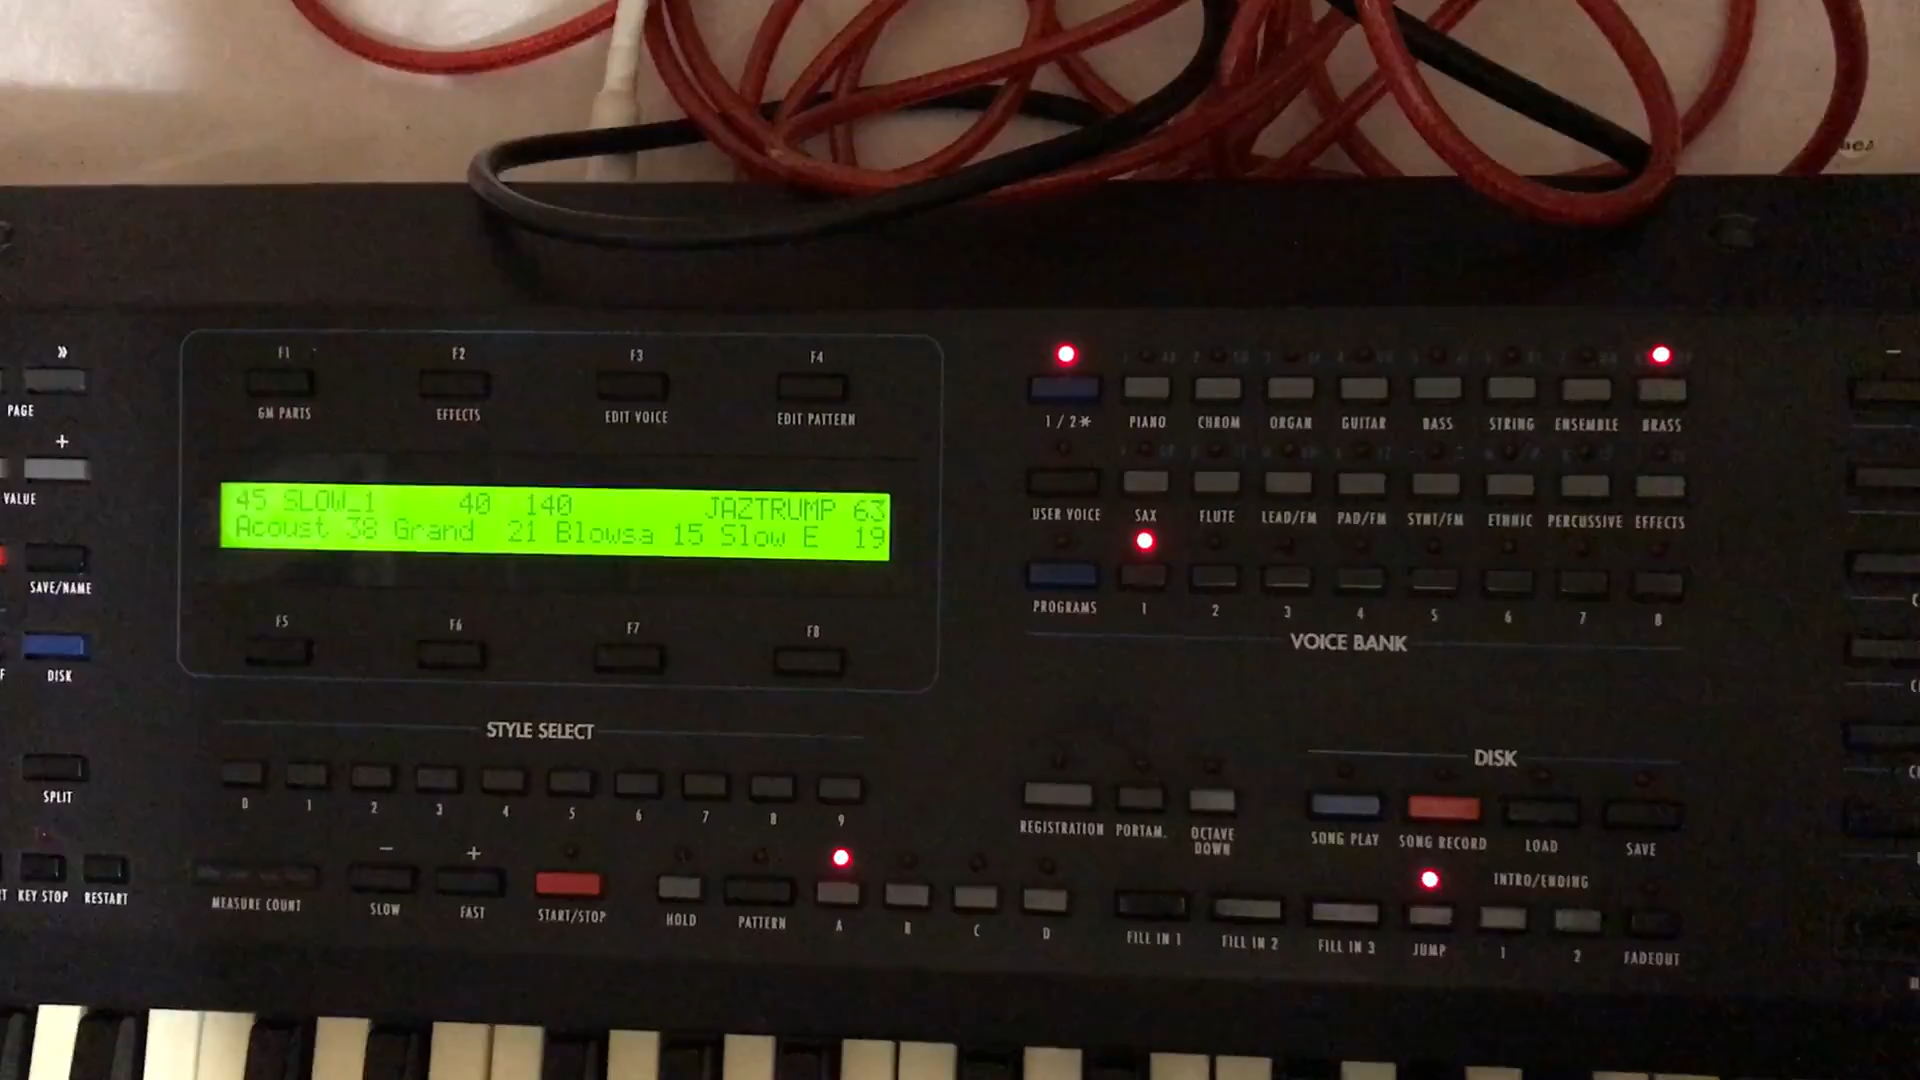 F1 F2 F3 F4
GM PARTS EFFECTS EDIT VOICE EDIT PATTERN
45 SLOW_1 40 140 JAZTRUMP 63
Acoust 38 Grand 21 Blowsa 15 Slow E 19
F5 F6 F7 F8
»
PAGE
+
VALUE
SAVE/NAME
DISK
SPLIT
KEY STOP RESTART
STYLE SELECT
0 1 2 3 4 5 6 7 8 9
− +
MEASURE COUNT SLOW FAST START/STOP HOLD PATTERN A B C D
1 / 2* PIANO CHROM ORGAN GUITAR BASS STRING ENSEMBLE BRASS
USER VOICE SAX FLUTE LEAD/FM PAD/FM SYNT/FM ETHNIC PERCUSSIVE EFFECTS
PROGRAMS 1 2 3 4 5 6 7 8
VOICE BANK
DISK
REGISTRATION PORTAM. OCTAVE DOWN SONG PLAY SONG RECORD LOAD SAVE
INTRO/ENDING
FILL IN 1 FILL IN 2 FILL IN 3 JUMP 1 2 FADEOUT
−